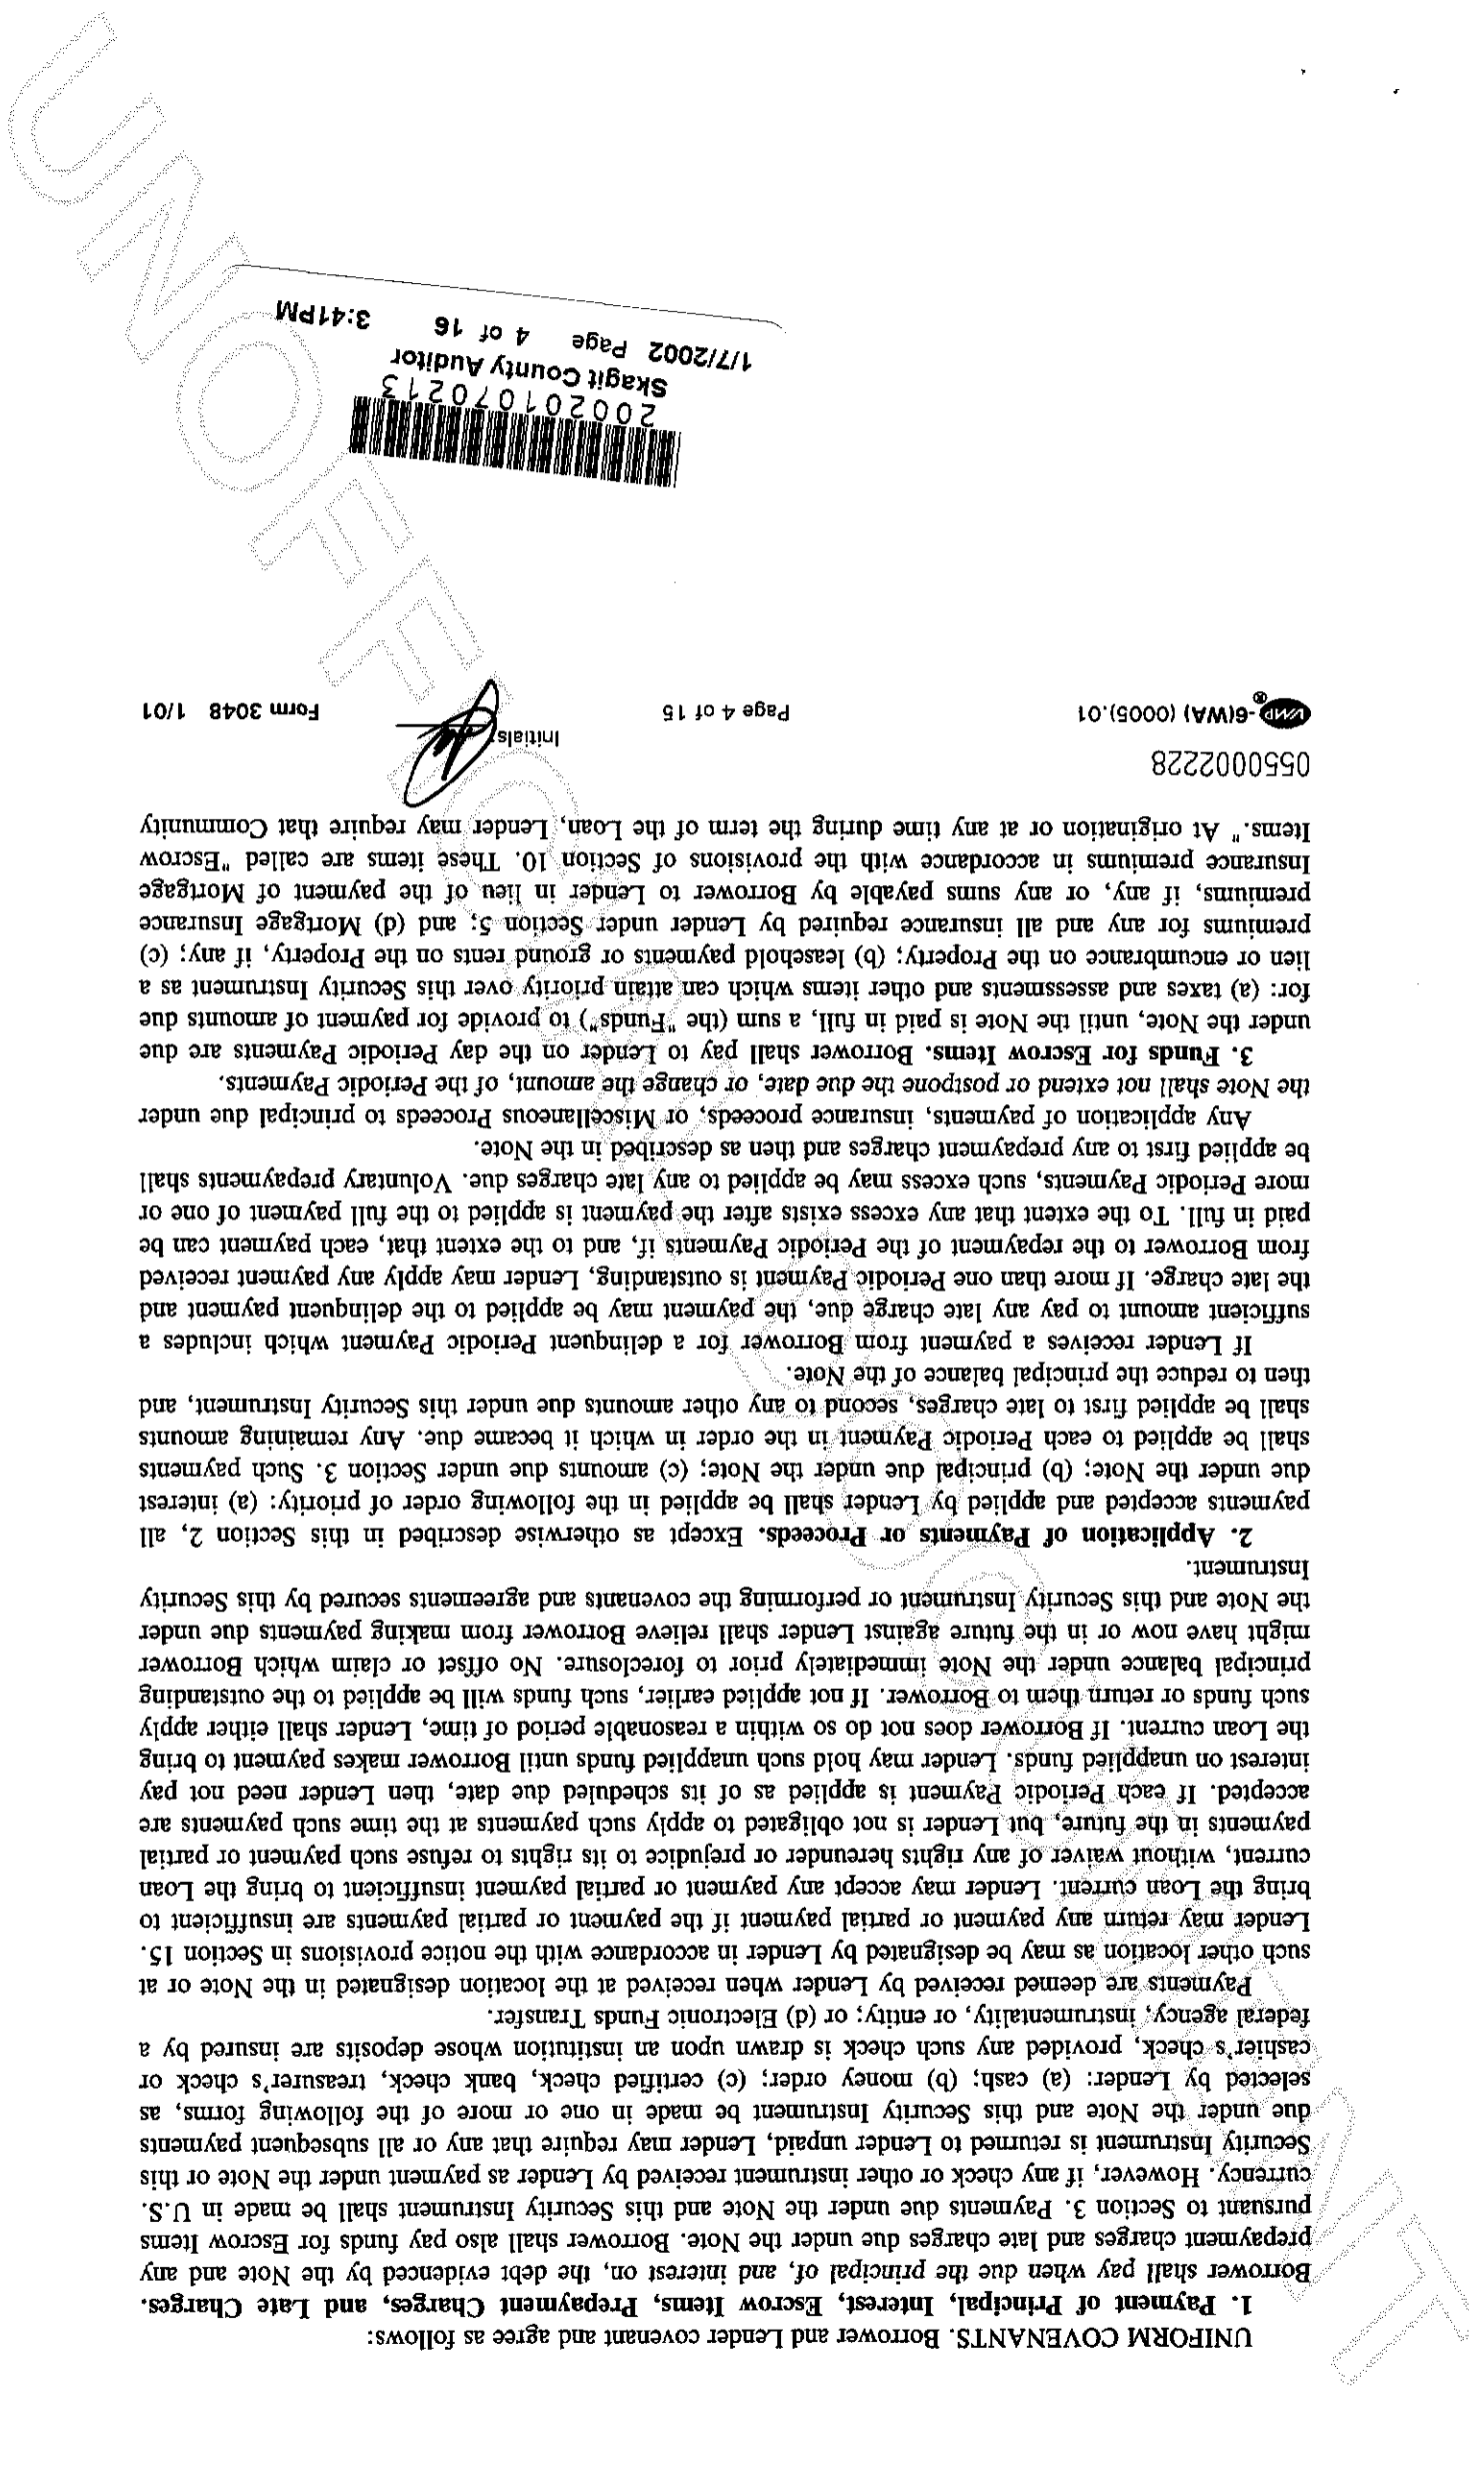 UNIFORM COVENANTS. Borrower and Lender covenant and agree as follows:
1. Payment of Principal, Interest, Escrow Items, Prepayment Charges, and Late Charges.
Borrower shall pay when due the principal of, and interest on, the debt evidenced by the Note and any
prepayment charges and late charges due under the Note. Borrower shall also pay funds for Escrow Items
pursuant to Section 3. Payments due under the Note and this Security Instrument shall be made in U.S.
currency. However, if any check or other instrument received by Lender as payment under the Note or this
Security Instrument is returned to Lender unpaid, Lender may require that any or all subsequent payments
due under the Note and this Security Instrument be made in one or more of the following forms, as
selected by Lender: (a) cash; (b) money order; (c) certified check, bank check, treasurer's check or
cashier's check, provided any such check is drawn upon an institution whose deposits are insured by a
federal agency, instrumentality, or entity; or (d) Electronic Funds Transfer.
Payments are deemed received by Lender when received at the location designated in the Note or at
such other location as may be designated by Lender in accordance with the notice provisions in Section 15.
Lender may return any payment or partial payment if the payment or partial payments are insufficient to
bring the Loan current. Lender may accept any payment or partial payment insufficient to bring the Loan
current, without waiver of any rights hereunder or prejudice to its rights to refuse such payment or partial
payments in the future, but Lender is not obligated to apply such payments at the time such payments are
accepted. If each Periodic Payment is applied as of its scheduled due date, then Lender need not pay
interest on unapplied funds. Lender may hold such unapplied funds until Borrower makes payment to bring
the Loan current. If Borrower does not do so within a reasonable period of time, Lender shall either apply
such funds or return them to Borrower. If not applied earlier, such funds will be applied to the outstanding
principal balance under the Note immediately prior to foreclosure. No offset or claim which Borrower
might have now or in the future against Lender shall relieve Borrower from making payments due under
the Note and this Security Instrument or performing the covenants and agreements secured by this Security
Instrument.
2. Application of Payments or Proceeds. Except as otherwise described in this Section 2, all
payments accepted and applied by Lender shall be applied in the following order of priority: (a) interest
due under the Note; (b) principal due under the Note; (c) amounts due under Section 3. Such payments
shall be applied to each Periodic Payment in the order in which it became due. Any remaining amounts
shall be applied first to late charges, second to any other amounts due under this Security Instrument, and
then to reduce the principal balance of the Note.
If Lender receives a payment from Borrower for a delinquent Periodic Payment which includes a
sufficient amount to pay any late charge due, the payment may be applied to the delinquent payment and
the late charge. If more than one Periodic Payment is outstanding, Lender may apply any payment received
from Borrower to the repayment of the Periodic Payments if, and to the extent that, each payment can be
paid in full. To the extent that any excess exists after the payment is applied to the full payment of one or
more Periodic Payments, such excess may be applied to any late charges due. Voluntary prepayments shall
be applied first to any prepayment charges and then as described in the Note.
Any application of payments, insurance proceeds, or Miscellaneous Proceeds to principal due under
the Note shall not extend or postpone the due date, or change the amount, of the Periodic Payments.
3. Funds for Escrow Items. Borrower shall pay to Lender on the day Periodic Payments are due
under the Note, until the Note is paid in full, a sum (the "Funds") to provide for payment of amounts due
for: (a) taxes and assessments and other items which can attain priority over this Security Instrument as a
lien or encumbrance on the Property; (b) leasehold payments or ground rents on the Property, if any; (c)
premiums for any and all insurance required by Lender under Section 5; and (d) Mortgage Insurance
premiums, if any, or any sums payable by Borrower to Lender in lieu of the payment of Mortgage
Insurance premiums in accordance with the provisions of Section 10. These items are called "Escrow
Items." At origination or at any time during the term of the Loan, Lender may require that Community
0550002228
Initials:
VMP®-6(WA) (0005).01 Page 4 of 15 Form 3048 1/01
200201070213
Skagit County Auditor
1/7/2002 Page 4 of 16 3:41PM
UNOFFICIAL DOCUMENT